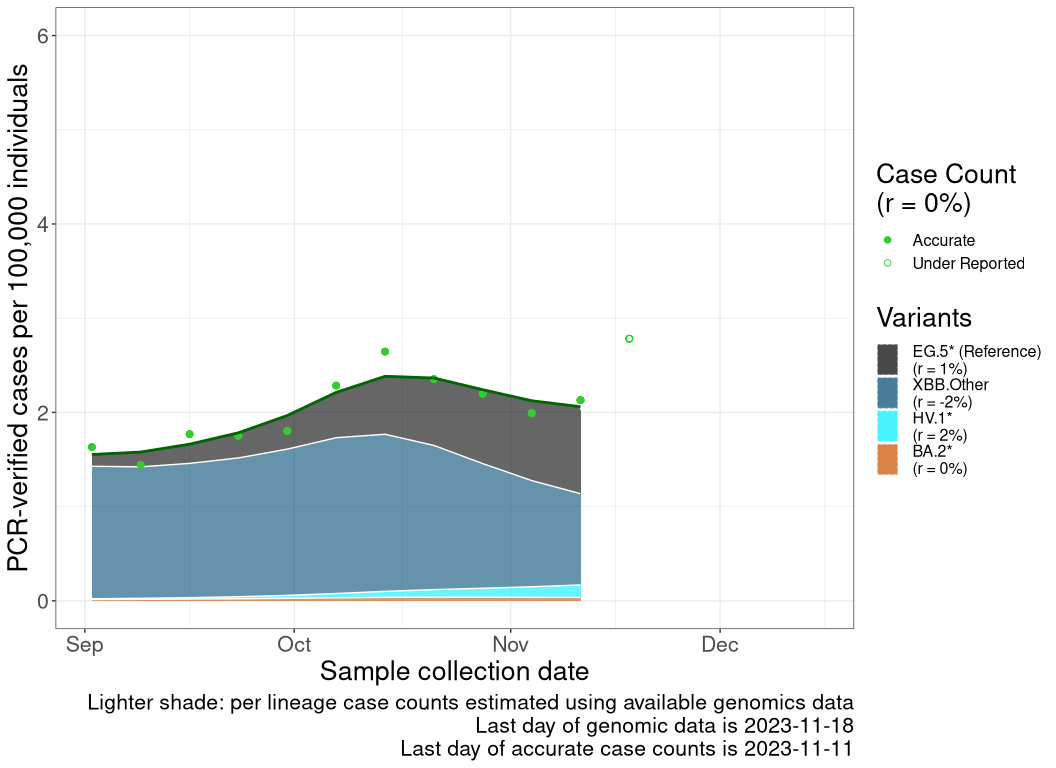 PCR-verified cases per 100,000 individuals
6
4
2
0
Sep
Oct
Nov
Dec
Sample collection date
Case Count
(r = 0%)
Accurate
Under Reported
Variants
EG.5* (Reference)
(r = 1%)
XBB.Other
(r = -2%)
HV.1*
(r = 2%)
BA.2*
(r = 0%)
Lighter shade: per lineage case counts estimated using available genomics data
Last day of genomic data is 2023-11-18
Last day of accurate case counts is 2023-11-11